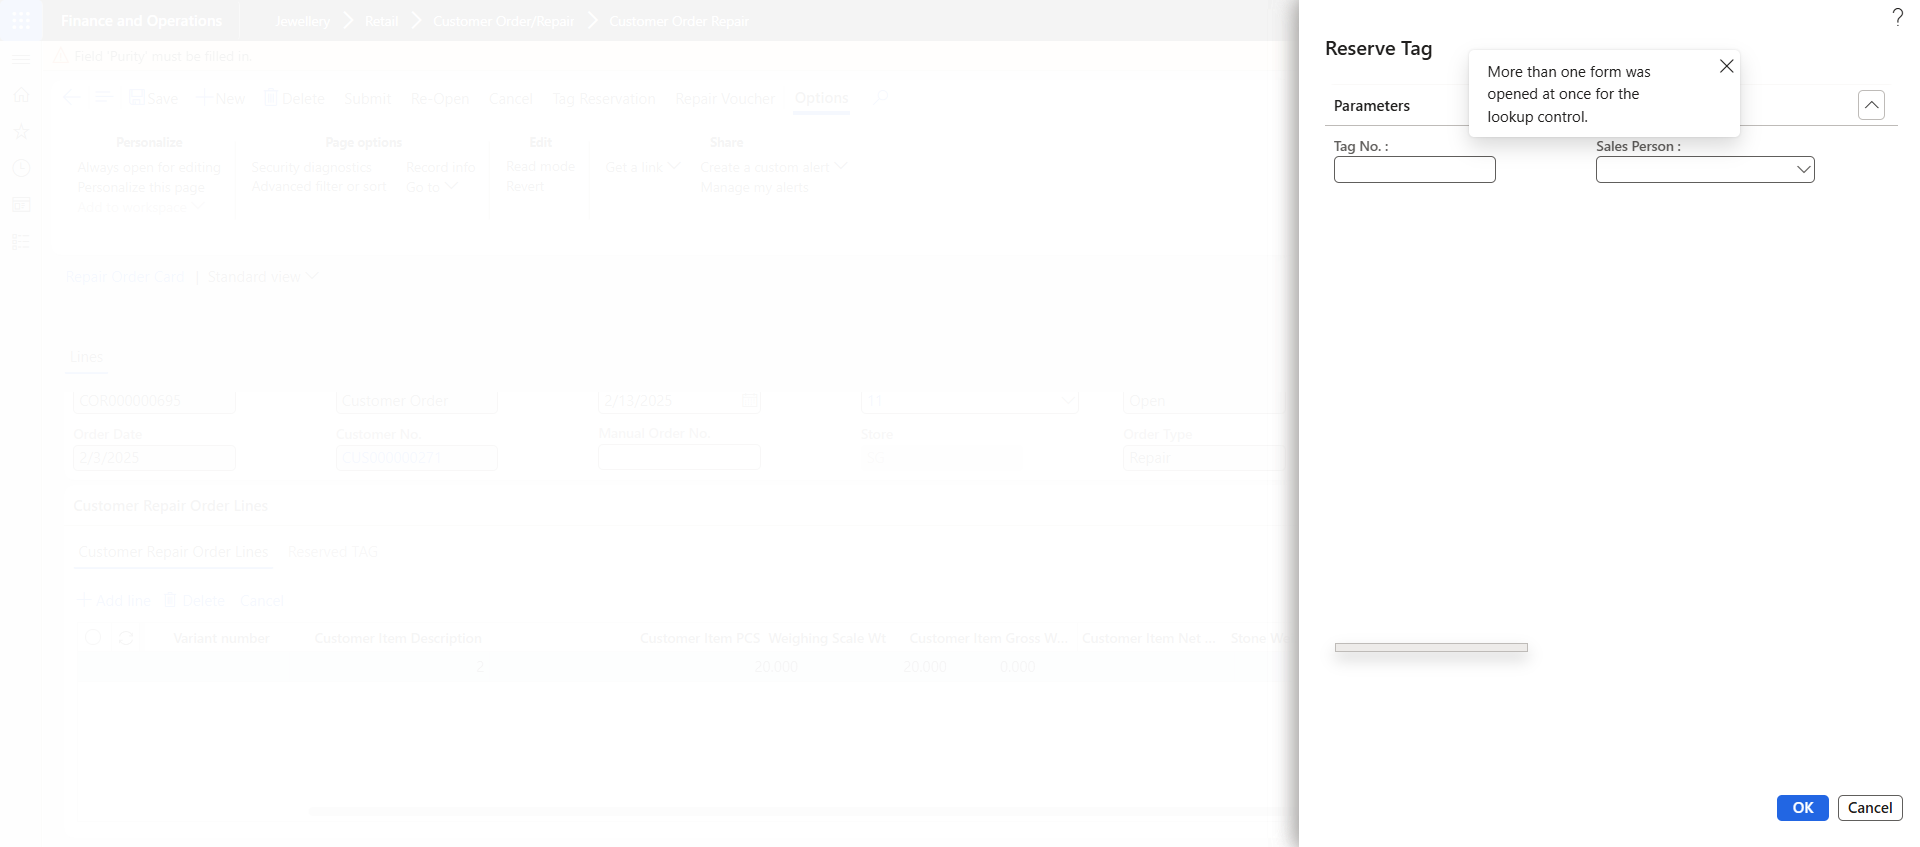 Finance and Operations
Jewellery > Retail > Customer Order/Repair > Customer Order Repair
?
Field 'Purity' must be filled in.
Save New Delete Submit Re-Open Cancel Tag Reservation Repair Voucher Options
Personalize
Always open for editing
Personalize this page
Add to workspace
Page options
Security diagnostics
Advanced filter or sort
Record info
Go to
Edit
Read mode
Revert
Get a link
Share
Create a custom alert
Manage my alerts
Repair Order Card | Standard view
Lines
COR000000695
Customer Order
2/13/2025
11
Open
Order Date
2/3/2025
Customer No.
CUS000000271
Manual Order No.
Store
Order Type
Repair
Customer Repair Order Lines
Customer Repair Order Lines Reserved TAG
Add line Delete Cancel
Variant number Customer Item Description Customer Item PCS Weighing Scale Wt Customer Item Gross W... Customer Item Net ...
2 20.000 20.000 0.000
Reserve Tag
More than one form was
opened at once for the
lookup control.
Parameters
Tag No. :
Sales Person :
OK
Cancel